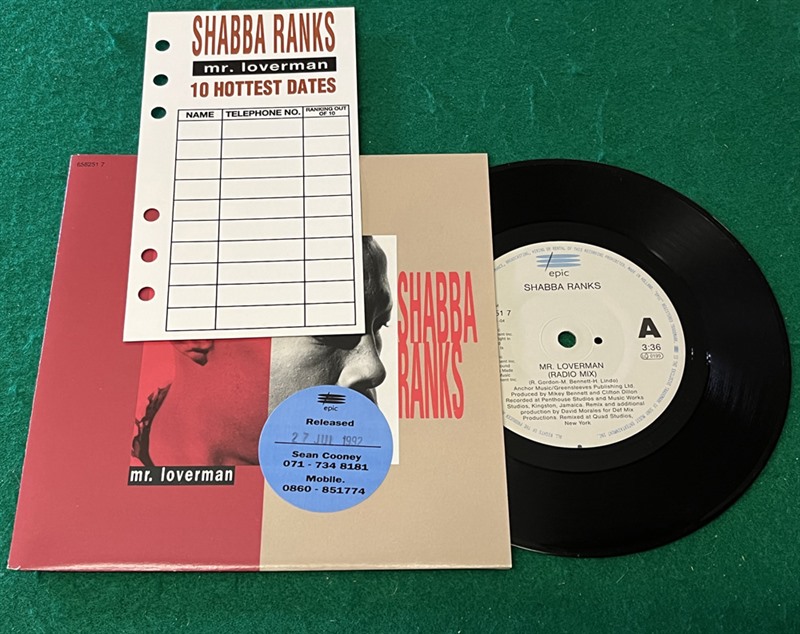 SHABBA RANKS
mr. loverman
10 HOTTEST DATES
NAME
TELEPHONE NO.
RANKING OUT
OF 10
658251 7
SHABBA
RANKS
mr. loverman
epic
Released
27 JUL 1992
Sean Cooney
071 - 734 8181
Mobile.
0860 - 851774
epic
SHABBA RANKS
51 7
A
3:36
MR. LOVERMAN
(RADIO MIX)
(R. Gordon-M. Bennett-H. Lindo)
Anchor Music/Greensleeves Publishing Ltd.
Produced by Mikey Bennett and Clifton Dillon
Recorded at Penthouse Studios and Music Works
Studios, Kingston, Jamaica. Remix and additional
production by David Morales for Def Mix
Productions. Remixed at Quad Studios,
New York